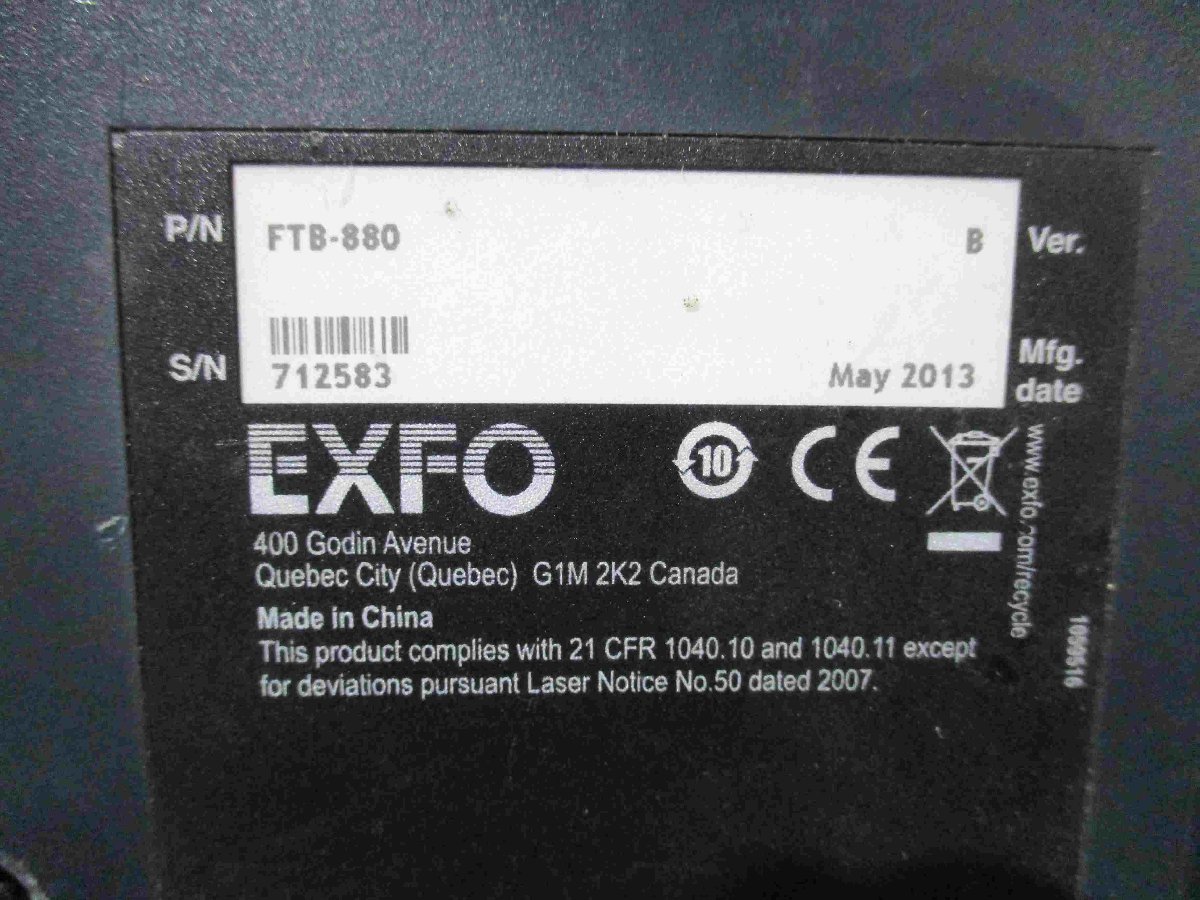 P/N FTB-880 B Ver.
S/N 712583 May 2013 Mfg. date
EXFO
10
CE
400 Godin Avenue
Quebec City (Quebec) G1M 2K2 Canada
Made in China
This product complies with 21 CFR 1040.10 and 1040.11 except
for deviations pursuant Laser Notice No.50 dated 2007.
www.exfo.com/recycle